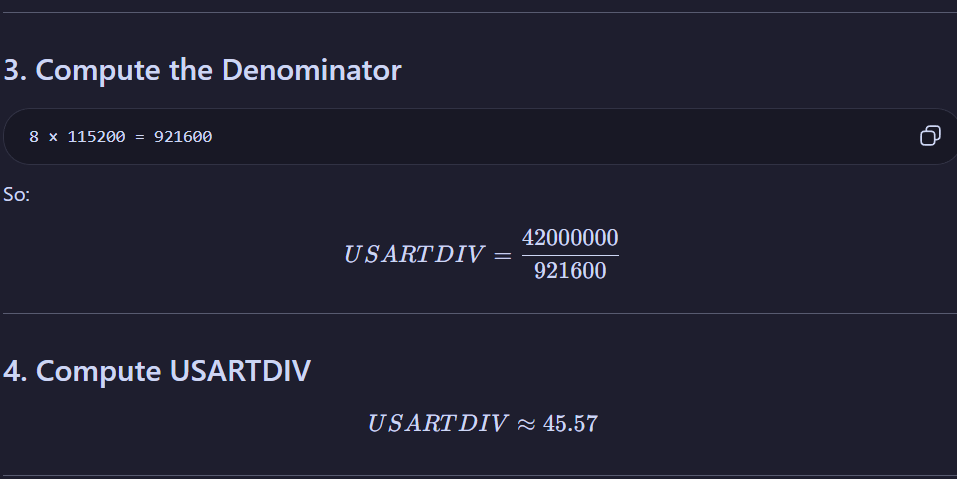 3. Compute the Denominator
8 × 115200 = 921600
So:
USARTDIV = 42000000 / 921600
4. Compute USARTDIV
USARTDIV ≈ 45.57